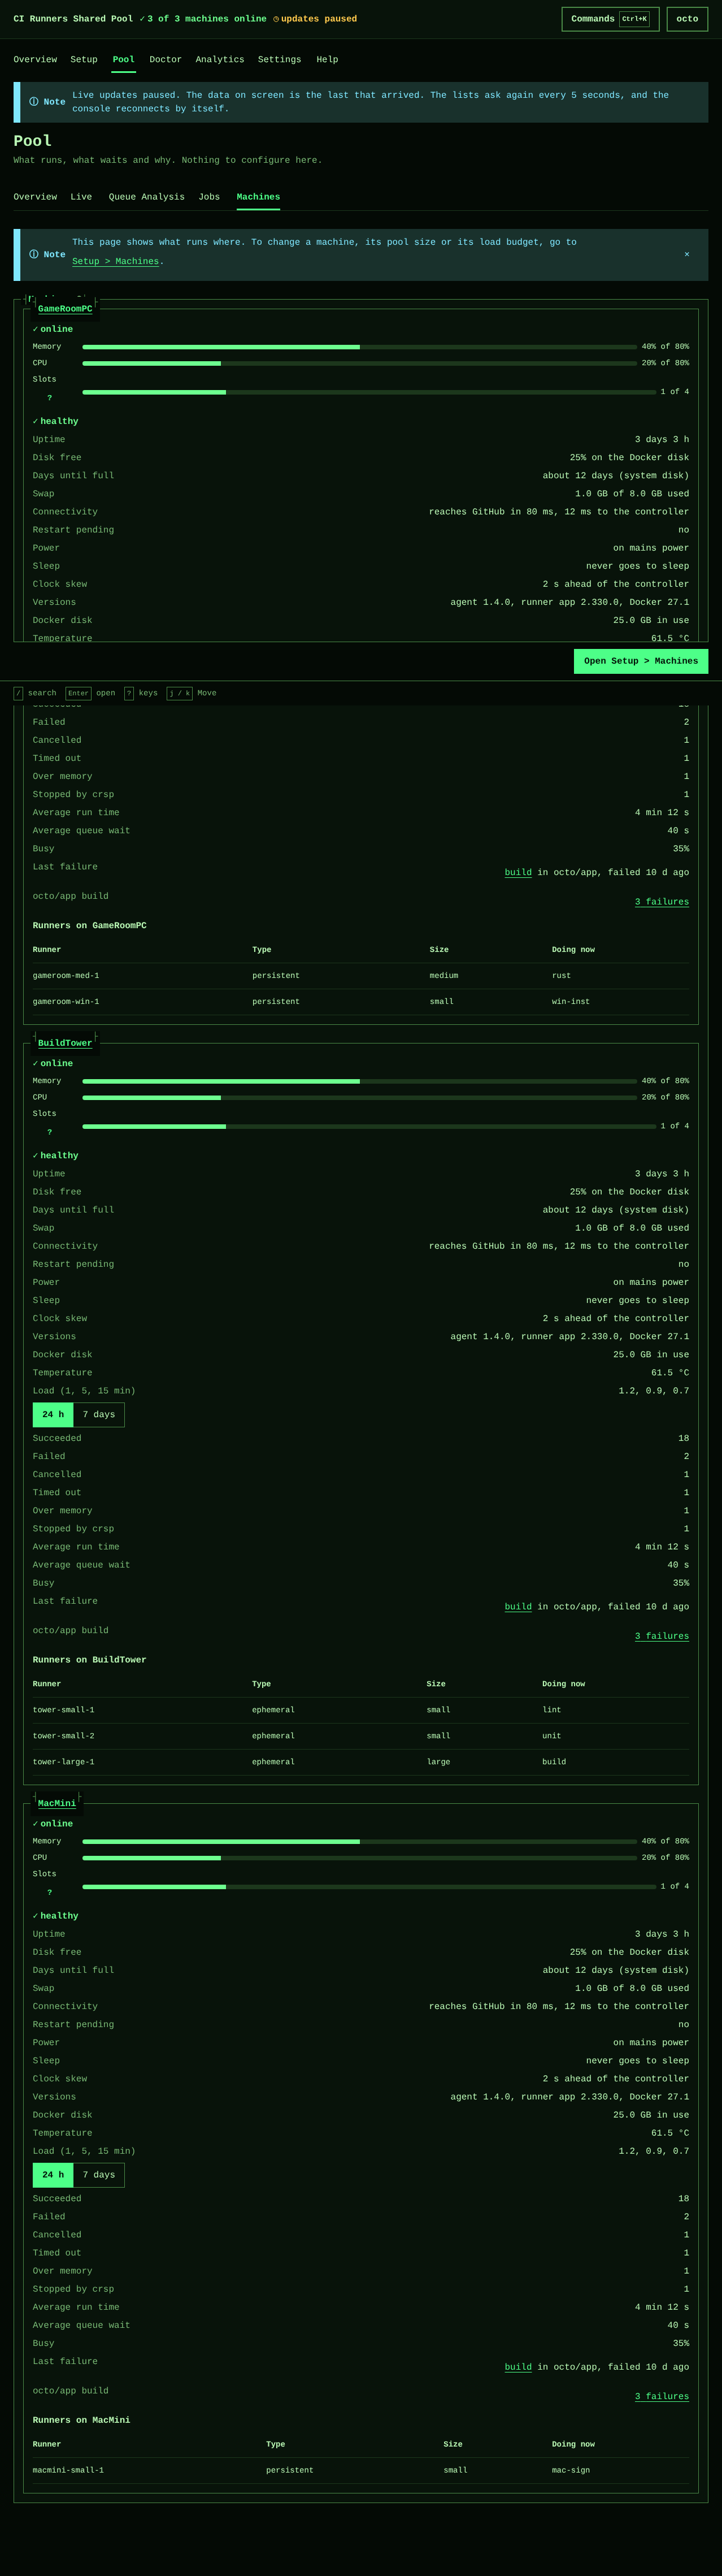 CI Runners Shared Pool ✓ 3 of 3 machines online ◷ updates paused Commands Ctrl+K octo
Overview Setup Pool Doctor Analytics Settings Help
ⓘ Note Live updates paused. The data on screen is the last that arrived. The lists ask again every 5 seconds, and the
console reconnects by itself.
Pool
What runs, what waits and why. Nothing to configure here.
Overview Live Queue Analysis Jobs Machines
ⓘ Note This page shows what runs where. To change a machine, its pool size or its load budget, go to
Setup > Machines. ×
GameRoomPC
✓ online
Memory 40% of 80%
CPU 20% of 80%
Slots
? 1 of 4
✓ healthy
Uptime 3 days 3 h
Disk free 25% on the Docker disk
Days until full about 12 days (system disk)
Swap 1.0 GB of 8.0 GB used
Connectivity reaches GitHub in 80 ms, 12 ms to the controller
Restart pending no
Power on mains power
Sleep never goes to sleep
Clock skew 2 s ahead of the controller
Versions agent 1.4.0, runner app 2.330.0, Docker 27.1
Docker disk 25.0 GB in use
Temperature 61.5 °C
Open Setup > Machines
/ search Enter open ? keys j / k Move
Failed 2
Cancelled 1
Timed out 1
Over memory 1
Stopped by crsp 1
Average run time 4 min 12 s
Average queue wait 40 s
Busy 35%
Last failure build in octo/app, failed 10 d ago
octo/app build 3 failures
Runners on GameRoomPC
Runner Type Size Doing now
gameroom-med-1 persistent medium rust
gameroom-win-1 persistent small win-inst
BuildTower
✓ online
Memory 40% of 80%
CPU 20% of 80%
Slots
? 1 of 4
✓ healthy
Uptime 3 days 3 h
Disk free 25% on the Docker disk
Days until full about 12 days (system disk)
Swap 1.0 GB of 8.0 GB used
Connectivity reaches GitHub in 80 ms, 12 ms to the controller
Restart pending no
Power on mains power
Sleep never goes to sleep
Clock skew 2 s ahead of the controller
Versions agent 1.4.0, runner app 2.330.0, Docker 27.1
Docker disk 25.0 GB in use
Temperature 61.5 °C
Load (1, 5, 15 min) 1.2, 0.9, 0.7
24 h 7 days
Succeeded 18
Failed 2
Cancelled 1
Timed out 1
Over memory 1
Stopped by crsp 1
Average run time 4 min 12 s
Average queue wait 40 s
Busy 35%
Last failure build in octo/app, failed 10 d ago
octo/app build 3 failures
Runners on BuildTower
Runner Type Size Doing now
tower-small-1 ephemeral small lint
tower-small-2 ephemeral small unit
tower-large-1 ephemeral large build
MacMini
✓ online
Memory 40% of 80%
CPU 20% of 80%
Slots
? 1 of 4
✓ healthy
Uptime 3 days 3 h
Disk free 25% on the Docker disk
Days until full about 12 days (system disk)
Swap 1.0 GB of 8.0 GB used
Connectivity reaches GitHub in 80 ms, 12 ms to the controller
Restart pending no
Power on mains power
Sleep never goes to sleep
Clock skew 2 s ahead of the controller
Versions agent 1.4.0, runner app 2.330.0, Docker 27.1
Docker disk 25.0 GB in use
Temperature 61.5 °C
Load (1, 5, 15 min) 1.2, 0.9, 0.7
24 h 7 days
Succeeded 18
Failed 2
Cancelled 1
Timed out 1
Over memory 1
Stopped by crsp 1
Average run time 4 min 12 s
Average queue wait 40 s
Busy 35%
Last failure build in octo/app, failed 10 d ago
octo/app build 3 failures
Runners on MacMini
Runner Type Size Doing now
macmini-small-1 persistent small mac-sign